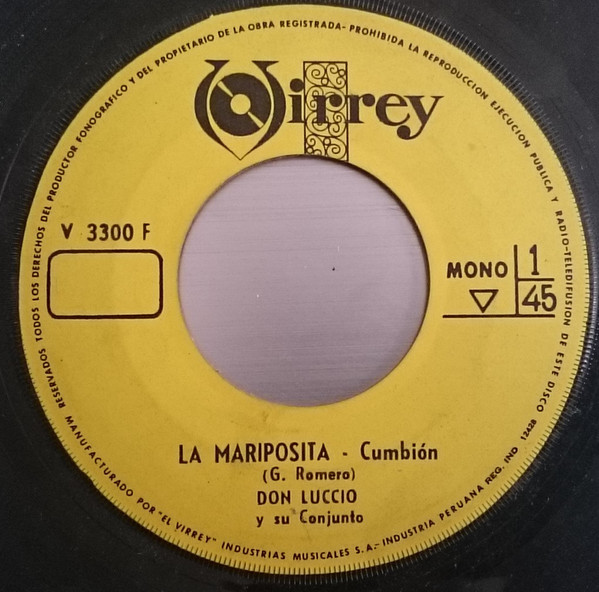 RESERVADOS TODOS LOS DERECHOS DEL PRODUCTOR FONOGRAFICO Y DEL PROPIETARIO DE LA OBRA REGISTRADA- PROHIBIDA LA REPRODUCCION EJECUCION PUBLICA Y RADIO-TELEDIFUSION DE ESTE DISCO
Virrey
V 3300 F
MONO
1
45
LA MARIPOSITA - Cumbión
(G. Romero)
DON LUCCIO
y su Conjunto
MANUFACTURADO POR "EL VIRREY" INDUSTRIAS MUSICALES S.A.- INDUSTRIA PERUANA REG. IND 12428